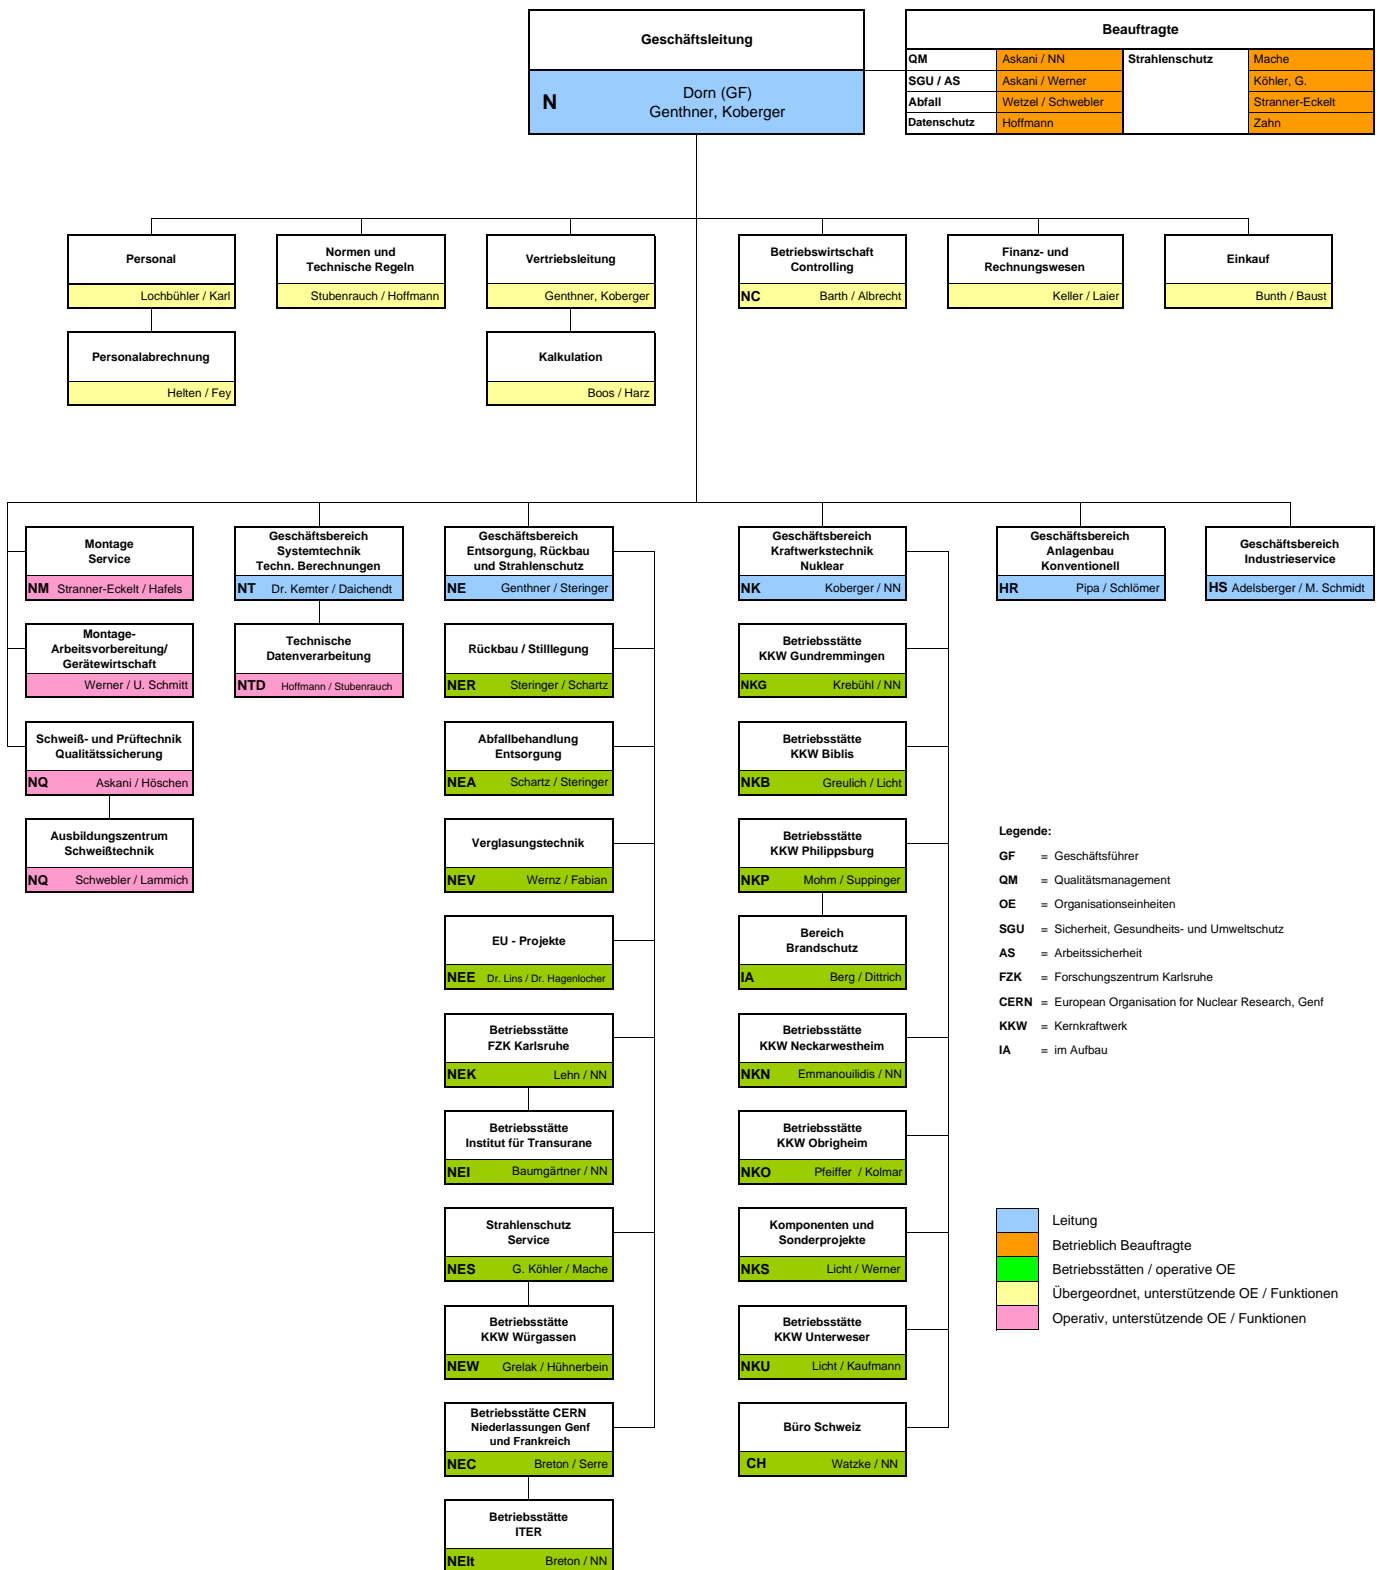 Geschäftsleitung
N
Dorn (GF)
Genthner, Koberger
Beauftragte
QM Askani / NN Strahlenschutz Mache
SGU / AS Askani / Werner Köhler, G.
Abfall Wetzel / Schwebler Stranner-Eckelt
Datenschutz Hoffmann Zahn
Personal
Lochbühler / Karl
Normen und
Technische Regeln
Stubenrauch / Hoffmann
Vertriebsleitung
Genthner, Koberger
Betriebswirtschaft
Controlling
NC Barth / Albrecht
Finanz- und
Rechnungswesen
Keller / Laier
Einkauf
Bunth / Baust
Personalabrechnung
Helten / Fey
Kalkulation
Boos / Harz
Montage
Service
NM Stranner-Eckelt / Hafels
Montage-
Arbeitsvorbereitung/
Gerätewirtschaft
Werner / U. Schmitt
Schweiß- und Prüftechnik
Qualitätssicherung
NQ Askani / Höschen
Ausbildungszentrum
Schweißtechnik
NQ Schwebler / Lammich
Geschäftsbereich
Systemtechnik
Techn. Berechnungen
NT Dr. Kemter / Daichendt
Technische
Datenverarbeitung
NTD Hoffmann / Stubenrauch
Geschäftsbereich
Entsorgung, Rückbau
und Strahlenschutz
NE Genthner / Steringer
Rückbau / Stilllegung
NER Steringer / Schartz
Abfallbehandlung
Entsorgung
NEA Schartz / Steringer
Verglasungstechnik
NEV Wernz / Fabian
EU - Projekte
NEE Dr. Lins / Dr. Hagenlocher
Betriebsstätte
FZK Karlsruhe
NEK Lehn / NN
Betriebsstätte
Institut für Transurane
NEI Baumgärtner / NN
Strahlenschutz
Service
NES G. Köhler / Mache
Betriebsstätte
KKW Würgassen
NEW Grelak / Hühnerbein
Betriebsstätte CERN
Niederlassungen Genf
und Frankreich
NEC Breton / Serre
Betriebsstätte
ITER
NEIt Breton / NN
Geschäftsbereich
Kraftwerkstechnik
Nuklear
NK Koberger / NN
Betriebsstätte
KKW Gundremmingen
NKG Krebühl / NN
Betriebsstätte
KKW Biblis
NKB Greulich / Licht
Betriebsstätte
KKW Philippsburg
NKP Mohm / Suppinger
Bereich
Brandschutz
IA Berg / Dittrich
Betriebsstätte
KKW Neckarwestheim
NKN Emmanouilidis / NN
Betriebsstätte
KKW Obrigheim
NKO Pfeiffer / Kolmar
Komponenten und
Sonderprojekte
NKS Licht / Werner
Betriebsstätte
KKW Unterweser
NKU Licht / Kaufmann
Büro Schweiz
CH Watzke / NN
Geschäftsbereich
Anlagenbau
Konventionell
HR Pipa / Schlömer
Geschäftsbereich
Industrieservice
HS Adelsberger / M. Schmidt
Legende:
GF = Geschäftsführer
QM = Qualitätsmanagement
OE = Organisationseinheiten
SGU = Sicherheit, Gesundheits- und Umweltschutz
AS = Arbeitssicherheit
FZK = Forschungszentrum Karlsruhe
CERN = European Organisation for Nuclear Research, Genf
KKW = Kernkraftwerk
IA = im Aufbau
Leitung
Betrieblich Beauftragte
Betriebsstätten / operative OE
Übergeordnet, unterstützende OE / Funktionen
Operativ, unterstützende OE / Funktionen